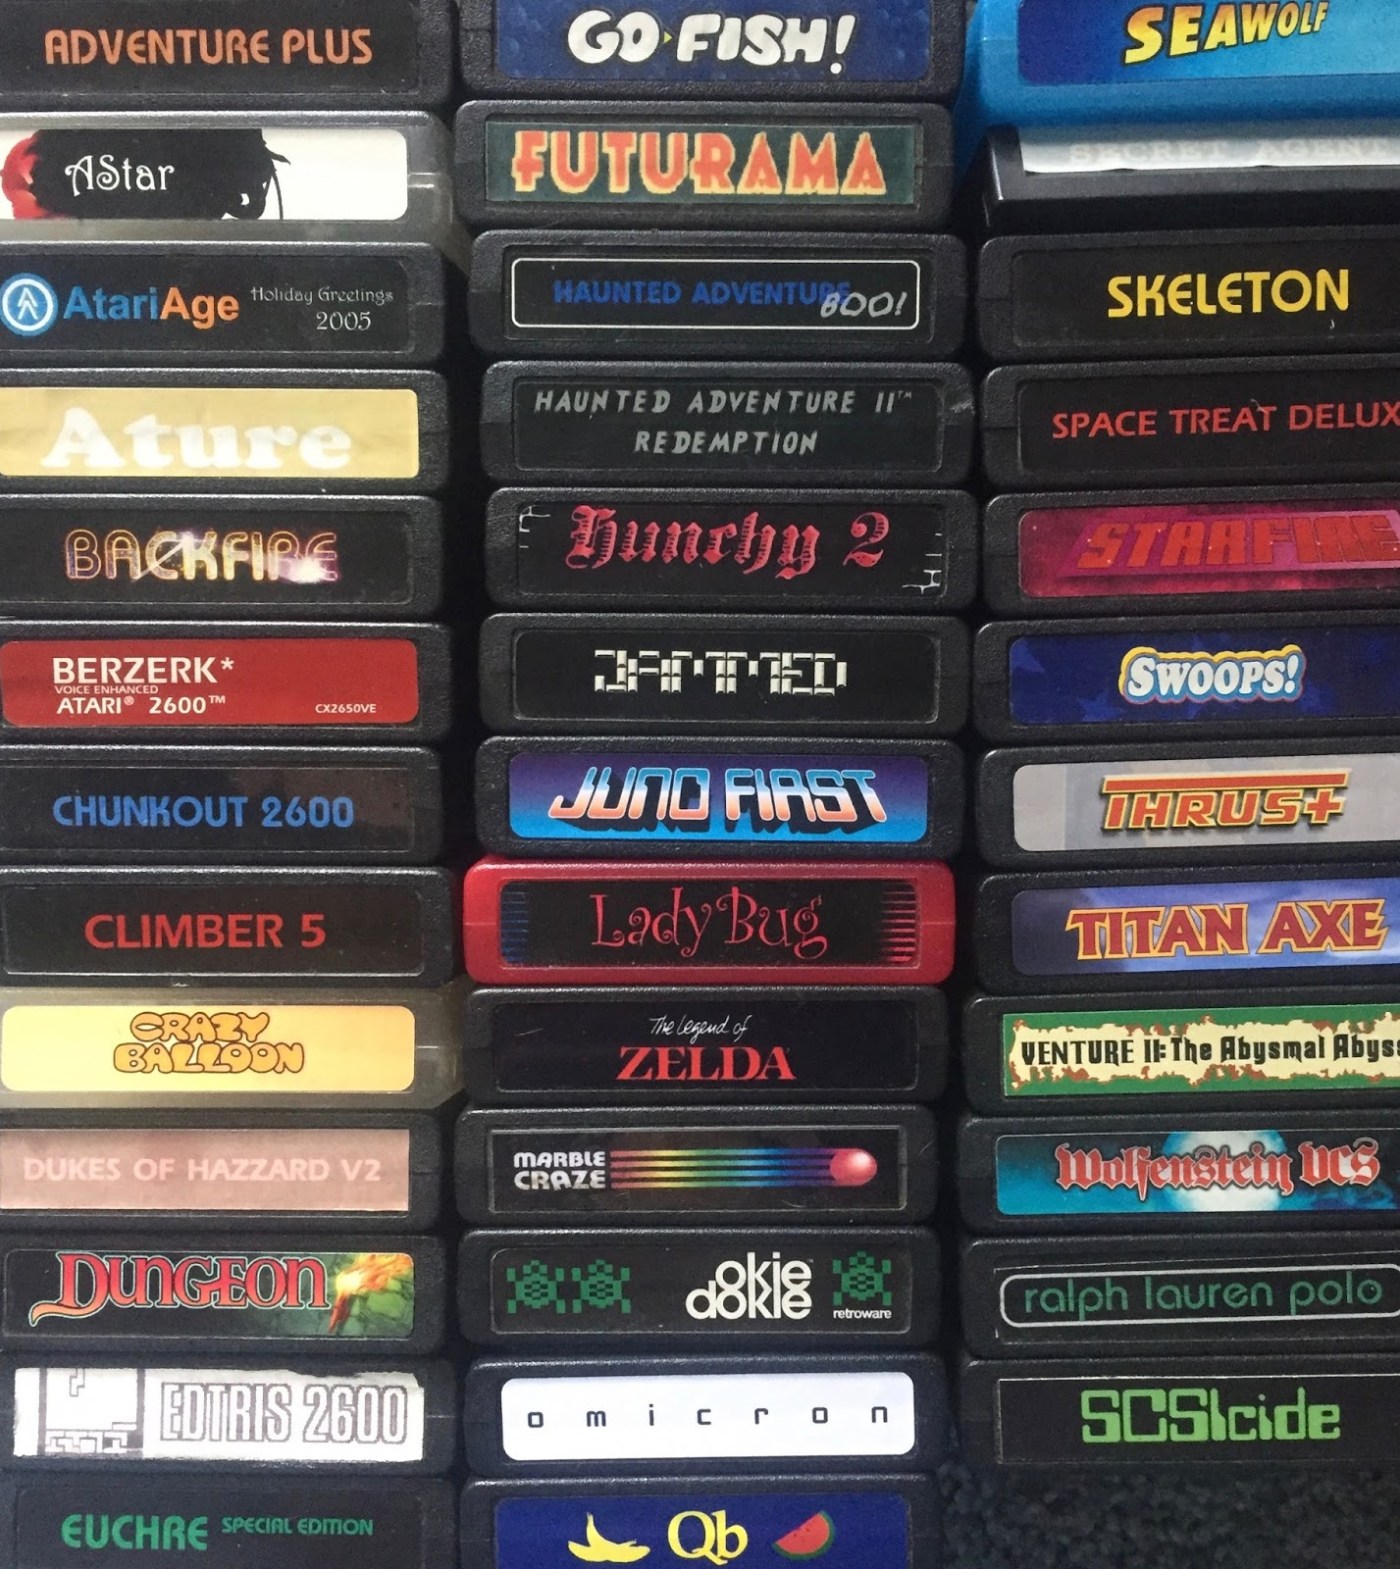 ADVENTURE PLUS
AStar
AtariAge Holiday Greetings
2005
Ature
BACKFIRE
BERZERK*
VOICE ENHANCED
ATARI® 2600™ CX2650VE
CHUNKOUT 2600
CLIMBER 5
CRAZY
BALLOON
DUKES OF HAZZARD V2
DUNGEON
EDTRIS 2600
EUCHRE SPECIAL EDITION
GO FISH!
FUTURAMA
HAUNTED ADVENTURE BOO!
HAUNTED ADVENTURE II™
REDEMPTION
Hunchy 2
JAMMED
JUNO FIRST
Lady Bug
The Legend of
ZELDA
MARBLE
CRAZE
okie
dokie
retroware
omicron
Qb
SEAWOLF
SECRET AGENT
SKELETON
SPACE TREAT DELUX
STARFIRE
SWOOPS!
THRUST
TITAN AXE
VENTURE II: The Abysmal Abyss
Wolfenstein VCS
ralph lauren polo
SCSIcide